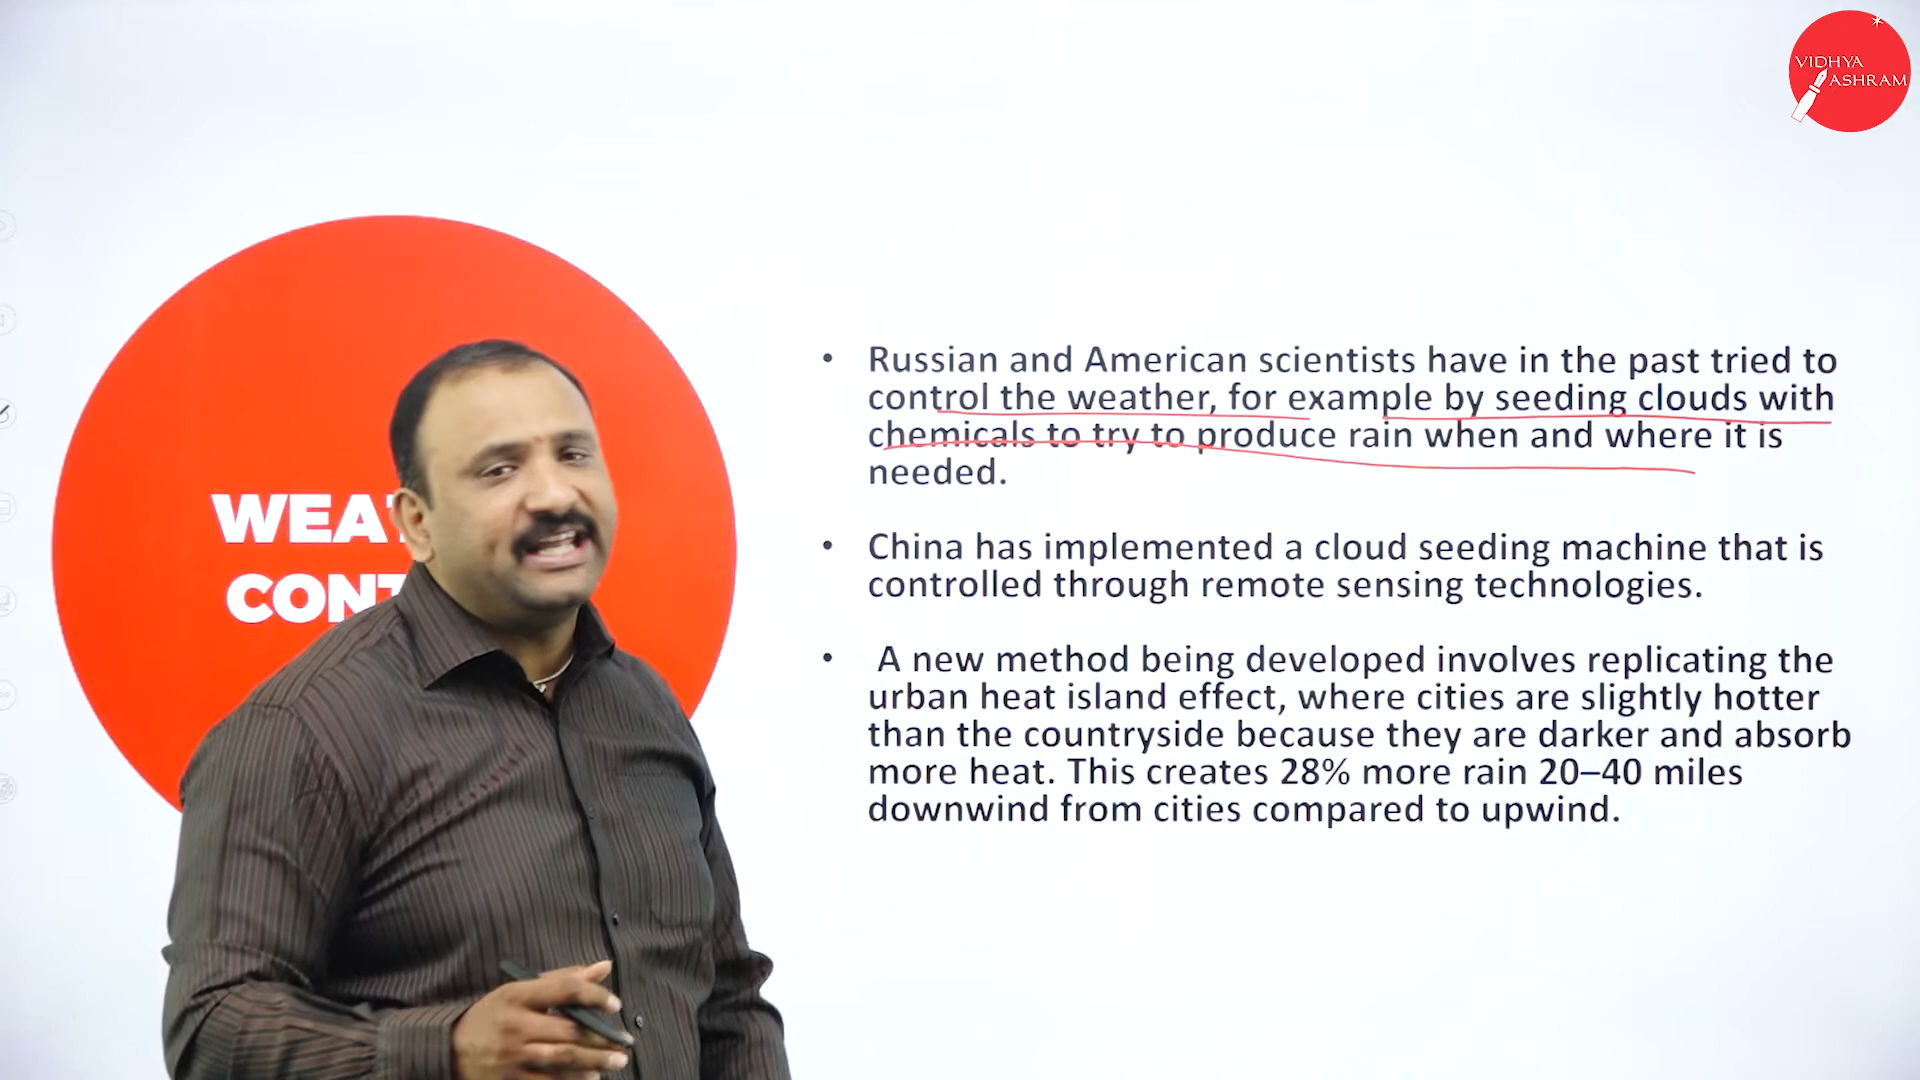 VIDHYA
ASHRAM
WEAT
CONT
• Russian and American scientists have in the past tried to
control the weather, for example by seeding clouds with
chemicals to try to produce rain when and where it is
needed.
• China has implemented a cloud seeding machine that is
controlled through remote sensing technologies.
• A new method being developed involves replicating the
urban heat island effect, where cities are slightly hotter
than the countryside because they are darker and absorb
more heat. This creates 28% more rain 20–40 miles
downwind from cities compared to upwind.